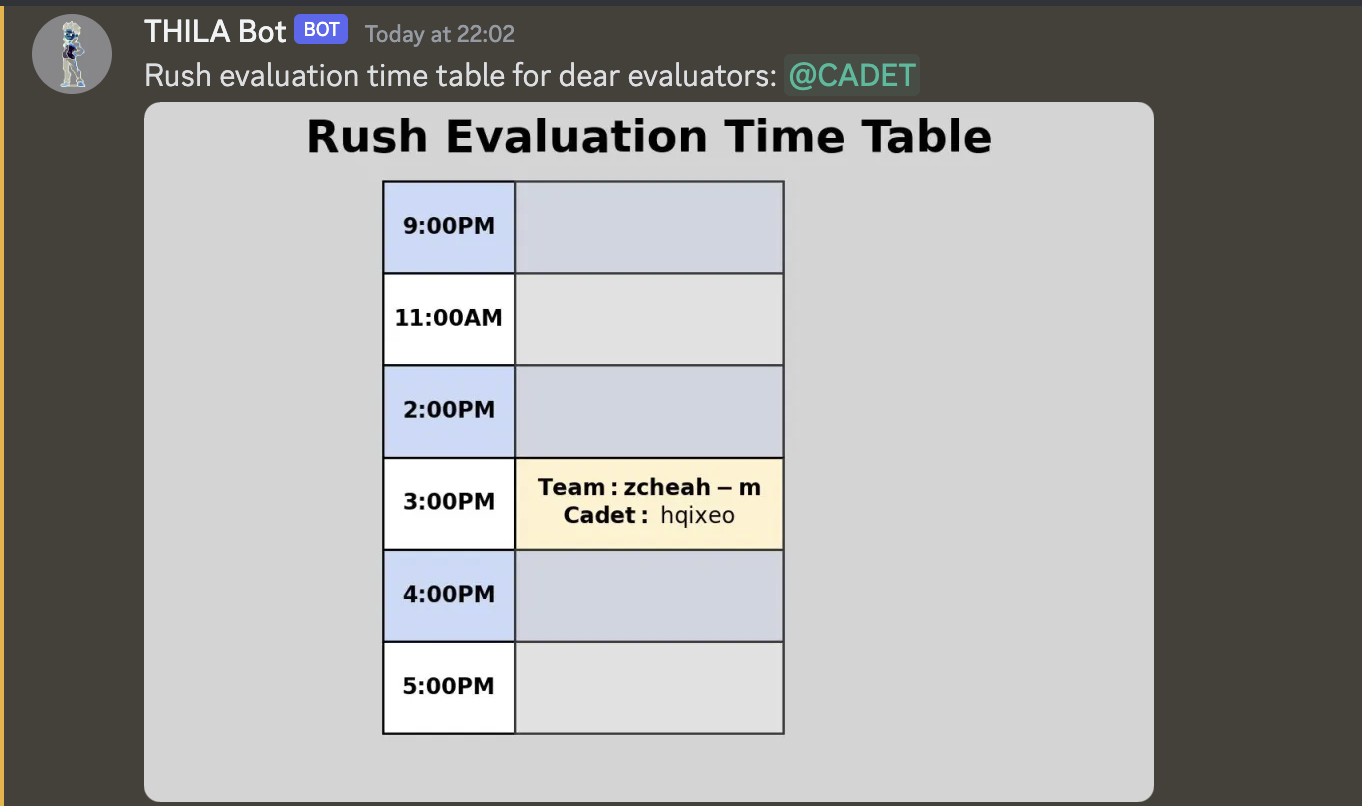 THILA Bot BOT Today at 22:02
Rush evaluation time table for dear evaluators: @CADET
Rush Evaluation Time Table
9:00PM
11:00AM
2:00PM
3:00PM
Team : zcheah – m
Cadet : hqixeo
4:00PM
5:00PM